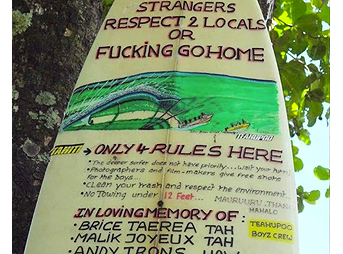 STRANGERS
RESPECT 2 LOCALS
OR
FUCKING GO HOME
TEAHUPOO
TAHITI → ONLY 4 RULES HERE
• The deeper surfer does not have priority... Wait your turn
• Photographers and film-makers give free shots
for the boys...
• Clean your trash and respect the environment
• No Towing under 12 Feet... MAURUURU, THANK
MAHALO
IN LOVING MEMORY OF :
• BRICE TAEREA TAH
• MALIK JOYEUX TAH
• ANDY IRONS
TEAHUPOO
BOYZ CREW